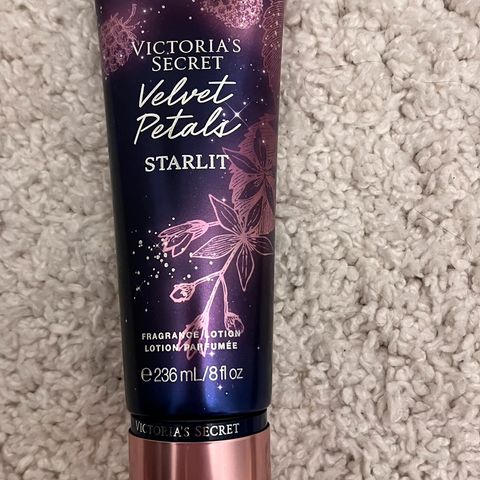 VICTORIA'S
SECRET
Velvet
Petals
STARLIT
FRAGRANCE LOTION
LOTION PARFUMÉE
℮ 236 mL/8 fl oz
VICTORIA'S SECRET